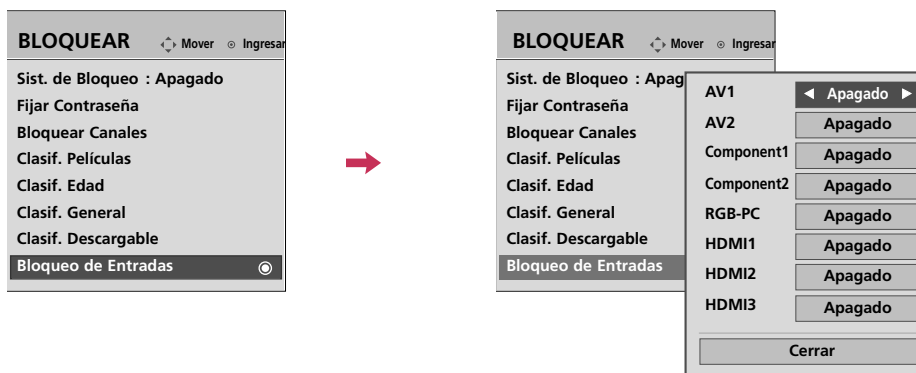 BLOQUEAR Mover Ingresar
Sist. de Bloqueo : Apagado
Fijar Contraseña
Bloquear Canales
Clasif. Películas
Clasif. Edad
Clasif. General
Clasif. Descargable
Bloqueo de Entradas
BLOQUEAR Mover Ingresar
Sist. de Bloqueo : Apag
Fijar Contraseña
Bloquear Canales
Clasif. Películas
Clasif. Edad
Clasif. General
Clasif. Descargable
Bloqueo de Entradas
AV1 ◀ Apagado ▶
AV2 Apagado
Component1 Apagado
Component2 Apagado
RGB-PC Apagado
HDMI1 Apagado
HDMI2 Apagado
HDMI3 Apagado
Cerrar